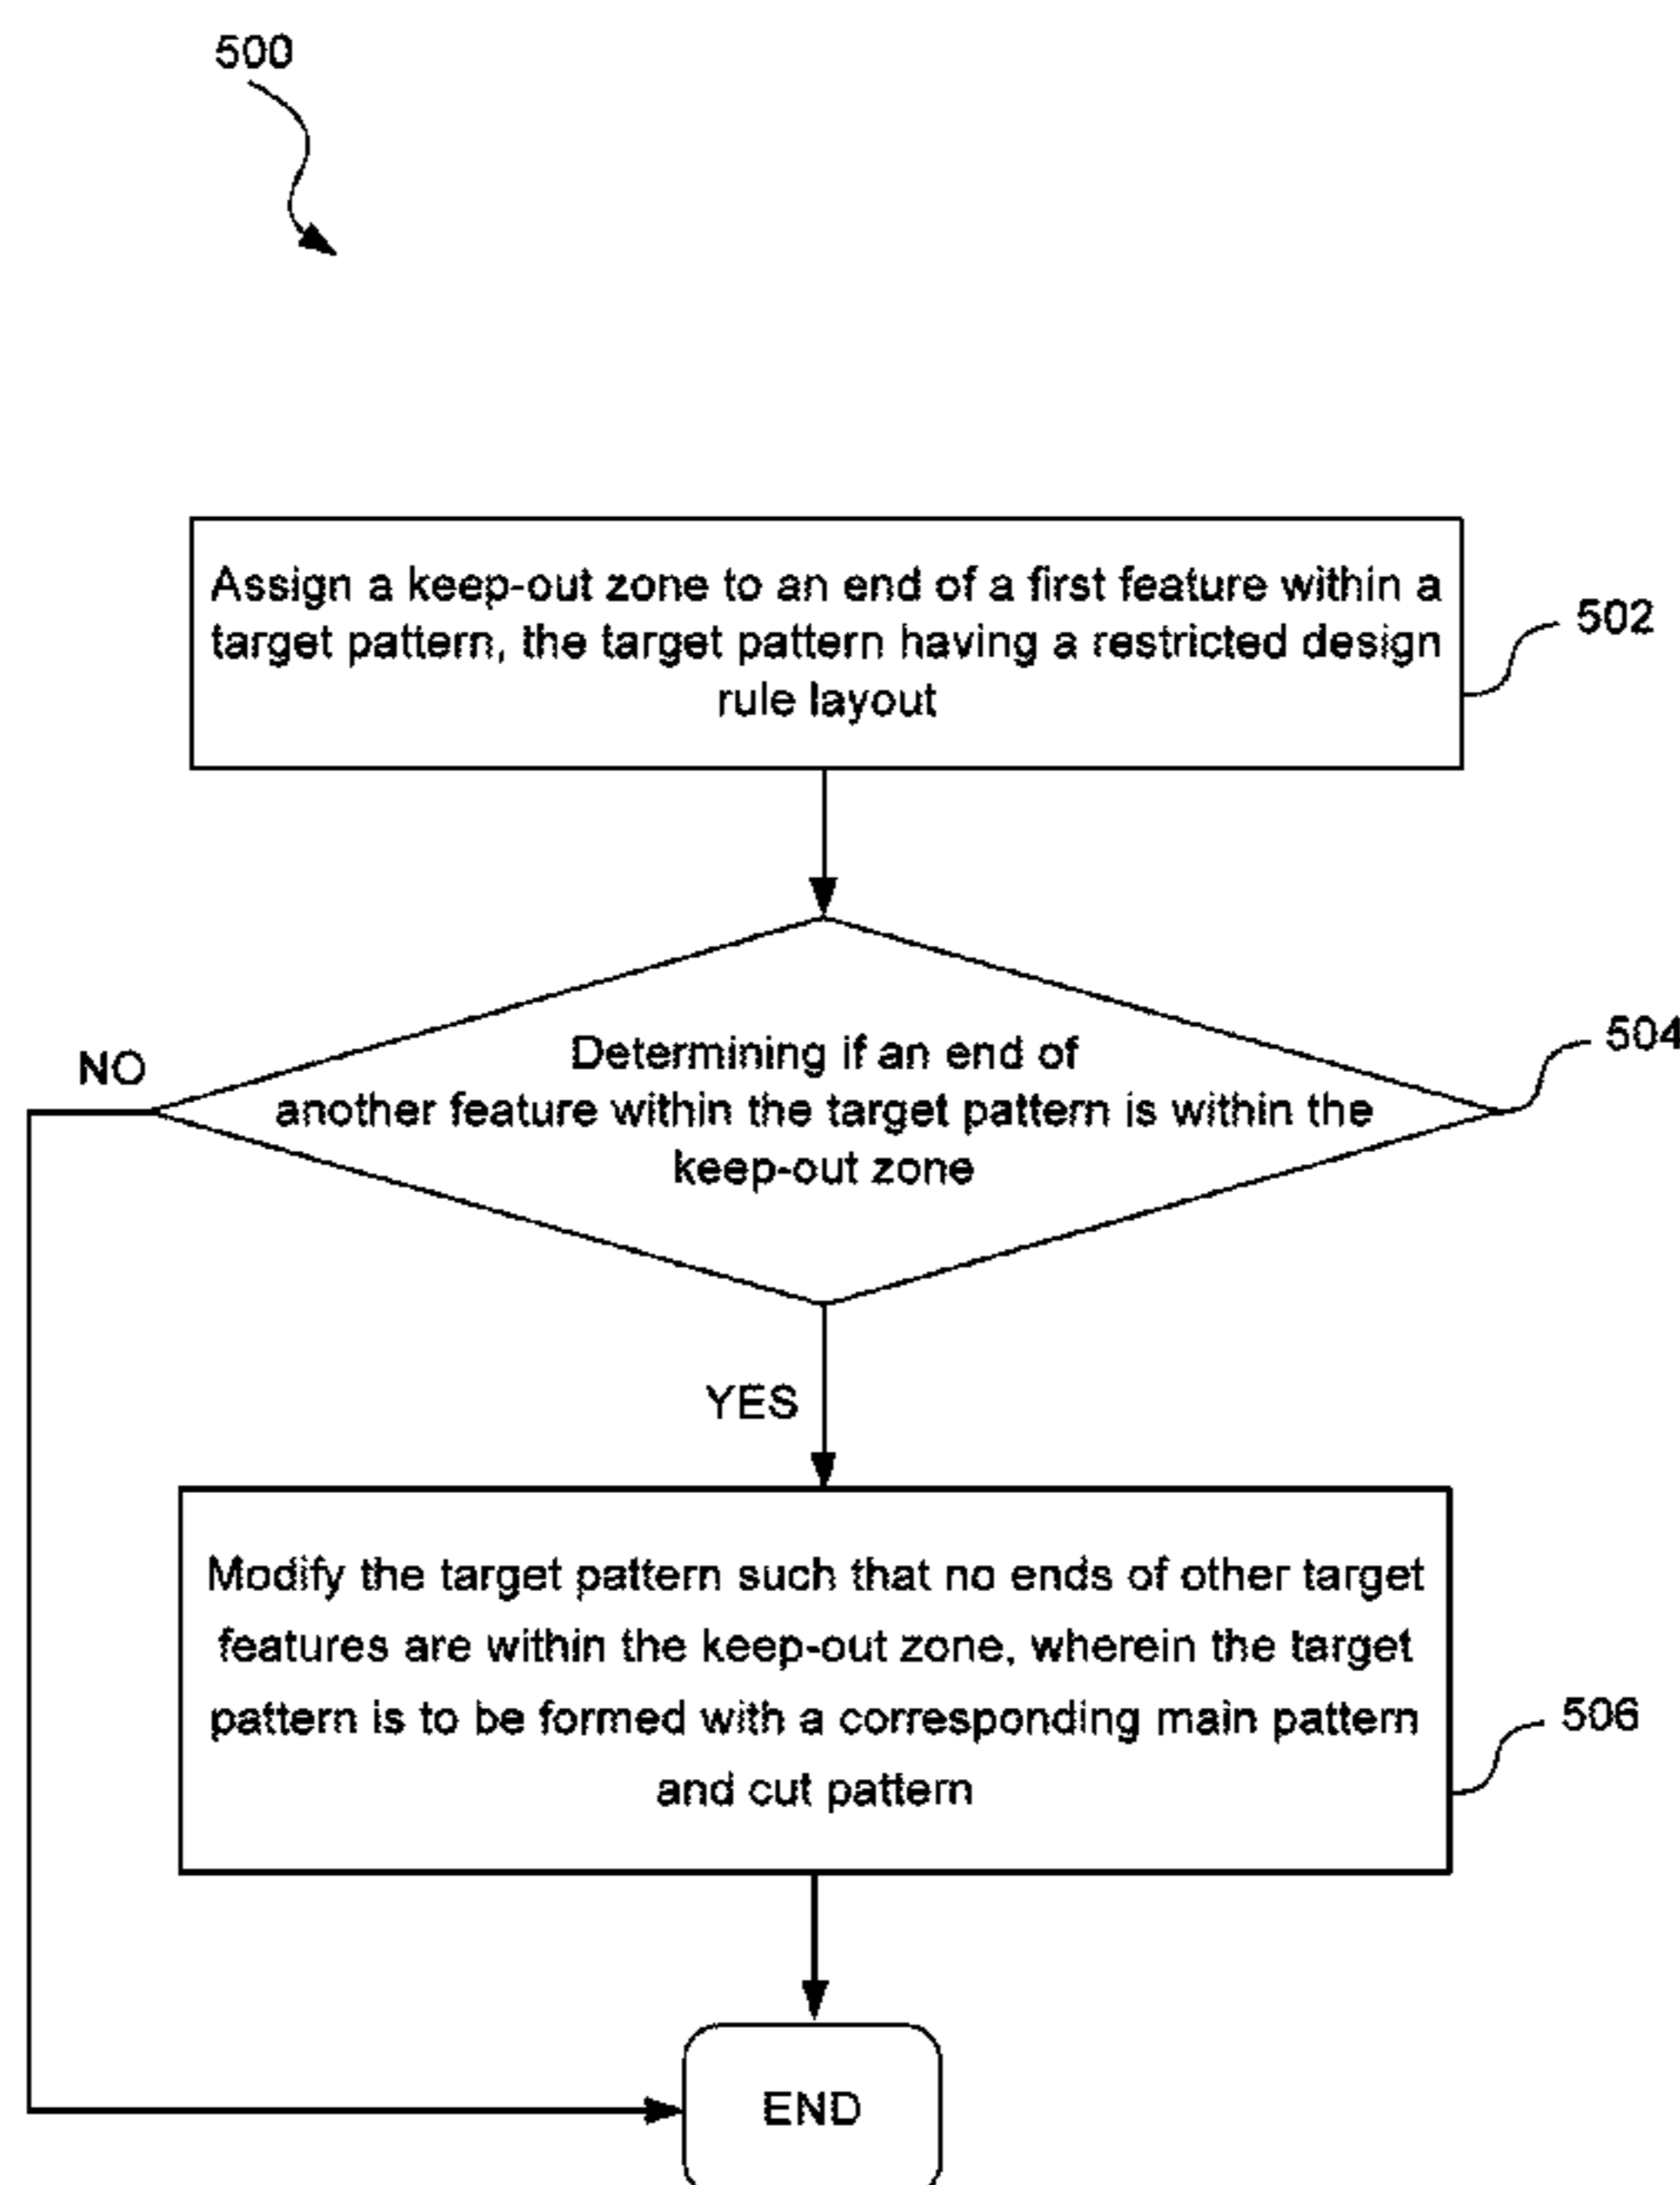 500
Assign a keep-out zone to an end of a first feature within a
target pattern, the target pattern having a restricted design
rule layout
502
NO
Determining if an end of
another feature within the target pattern is within the
keep-out zone
504
YES
Modify the target pattern such that no ends of other target
features are within the keep-out zone, wherein the target
pattern is to be formed with a corresponding main pattern
and cut pattern
506
END